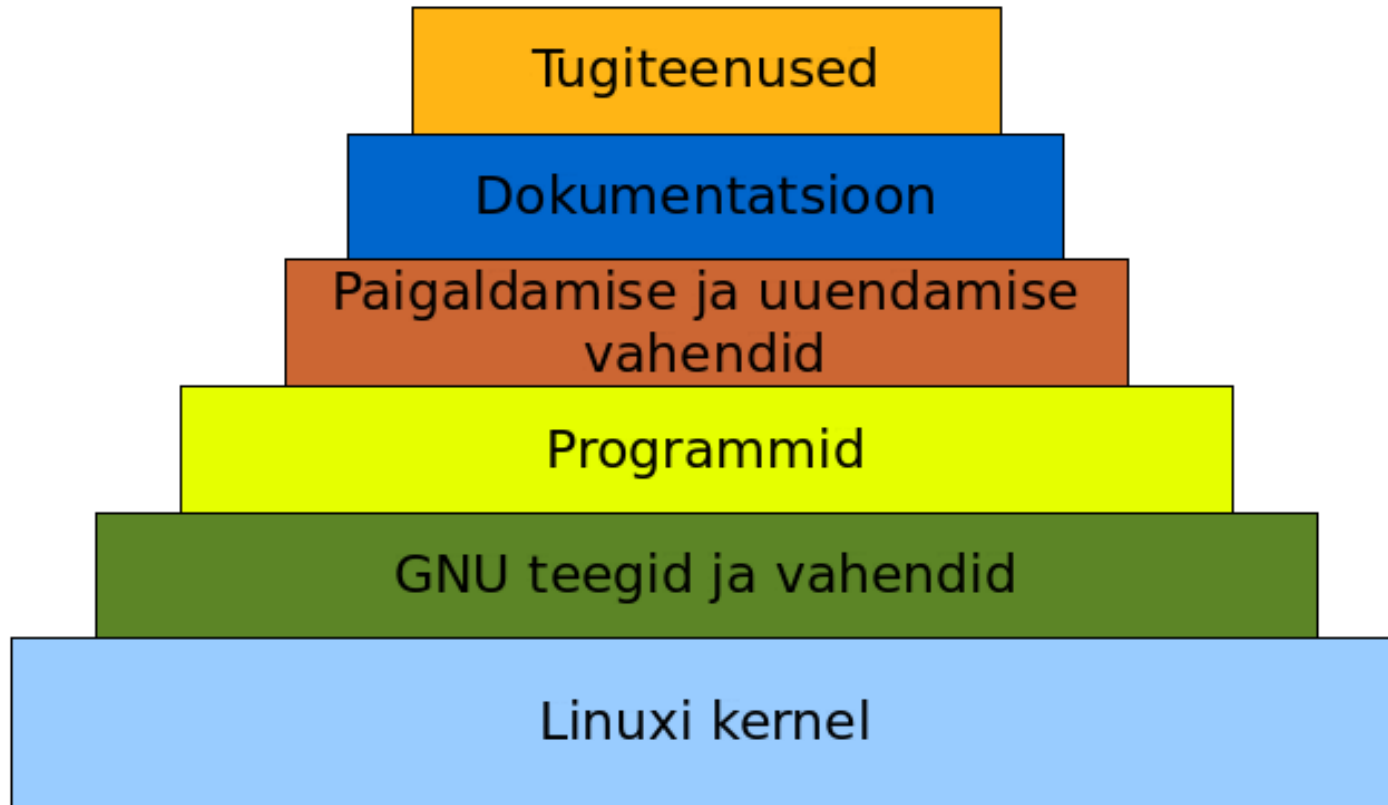 Tugiteenused
Dokumentatsioon
Paigaldamise ja uuendamise
vahendid
Programmid
GNU teegid ja vahendid
Linuxi kernel